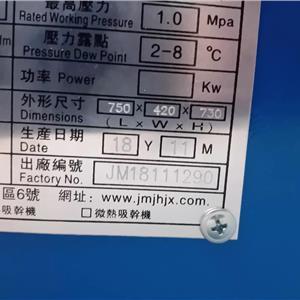 最高壓力
Rated Working Pressure 1.0 Mpa
壓力露點
Pressure Dew Point 2-8 ℃
功率 Power Kw
外形尺寸 750 x 420 x 730
Dimensions (LxWxH)
生産日期 18 Y 11 M
Date
出廠編號 JM18111290
Factory No.
區6號 網址：www.jmjhjx.com
吸幹機 □微熱吸幹機